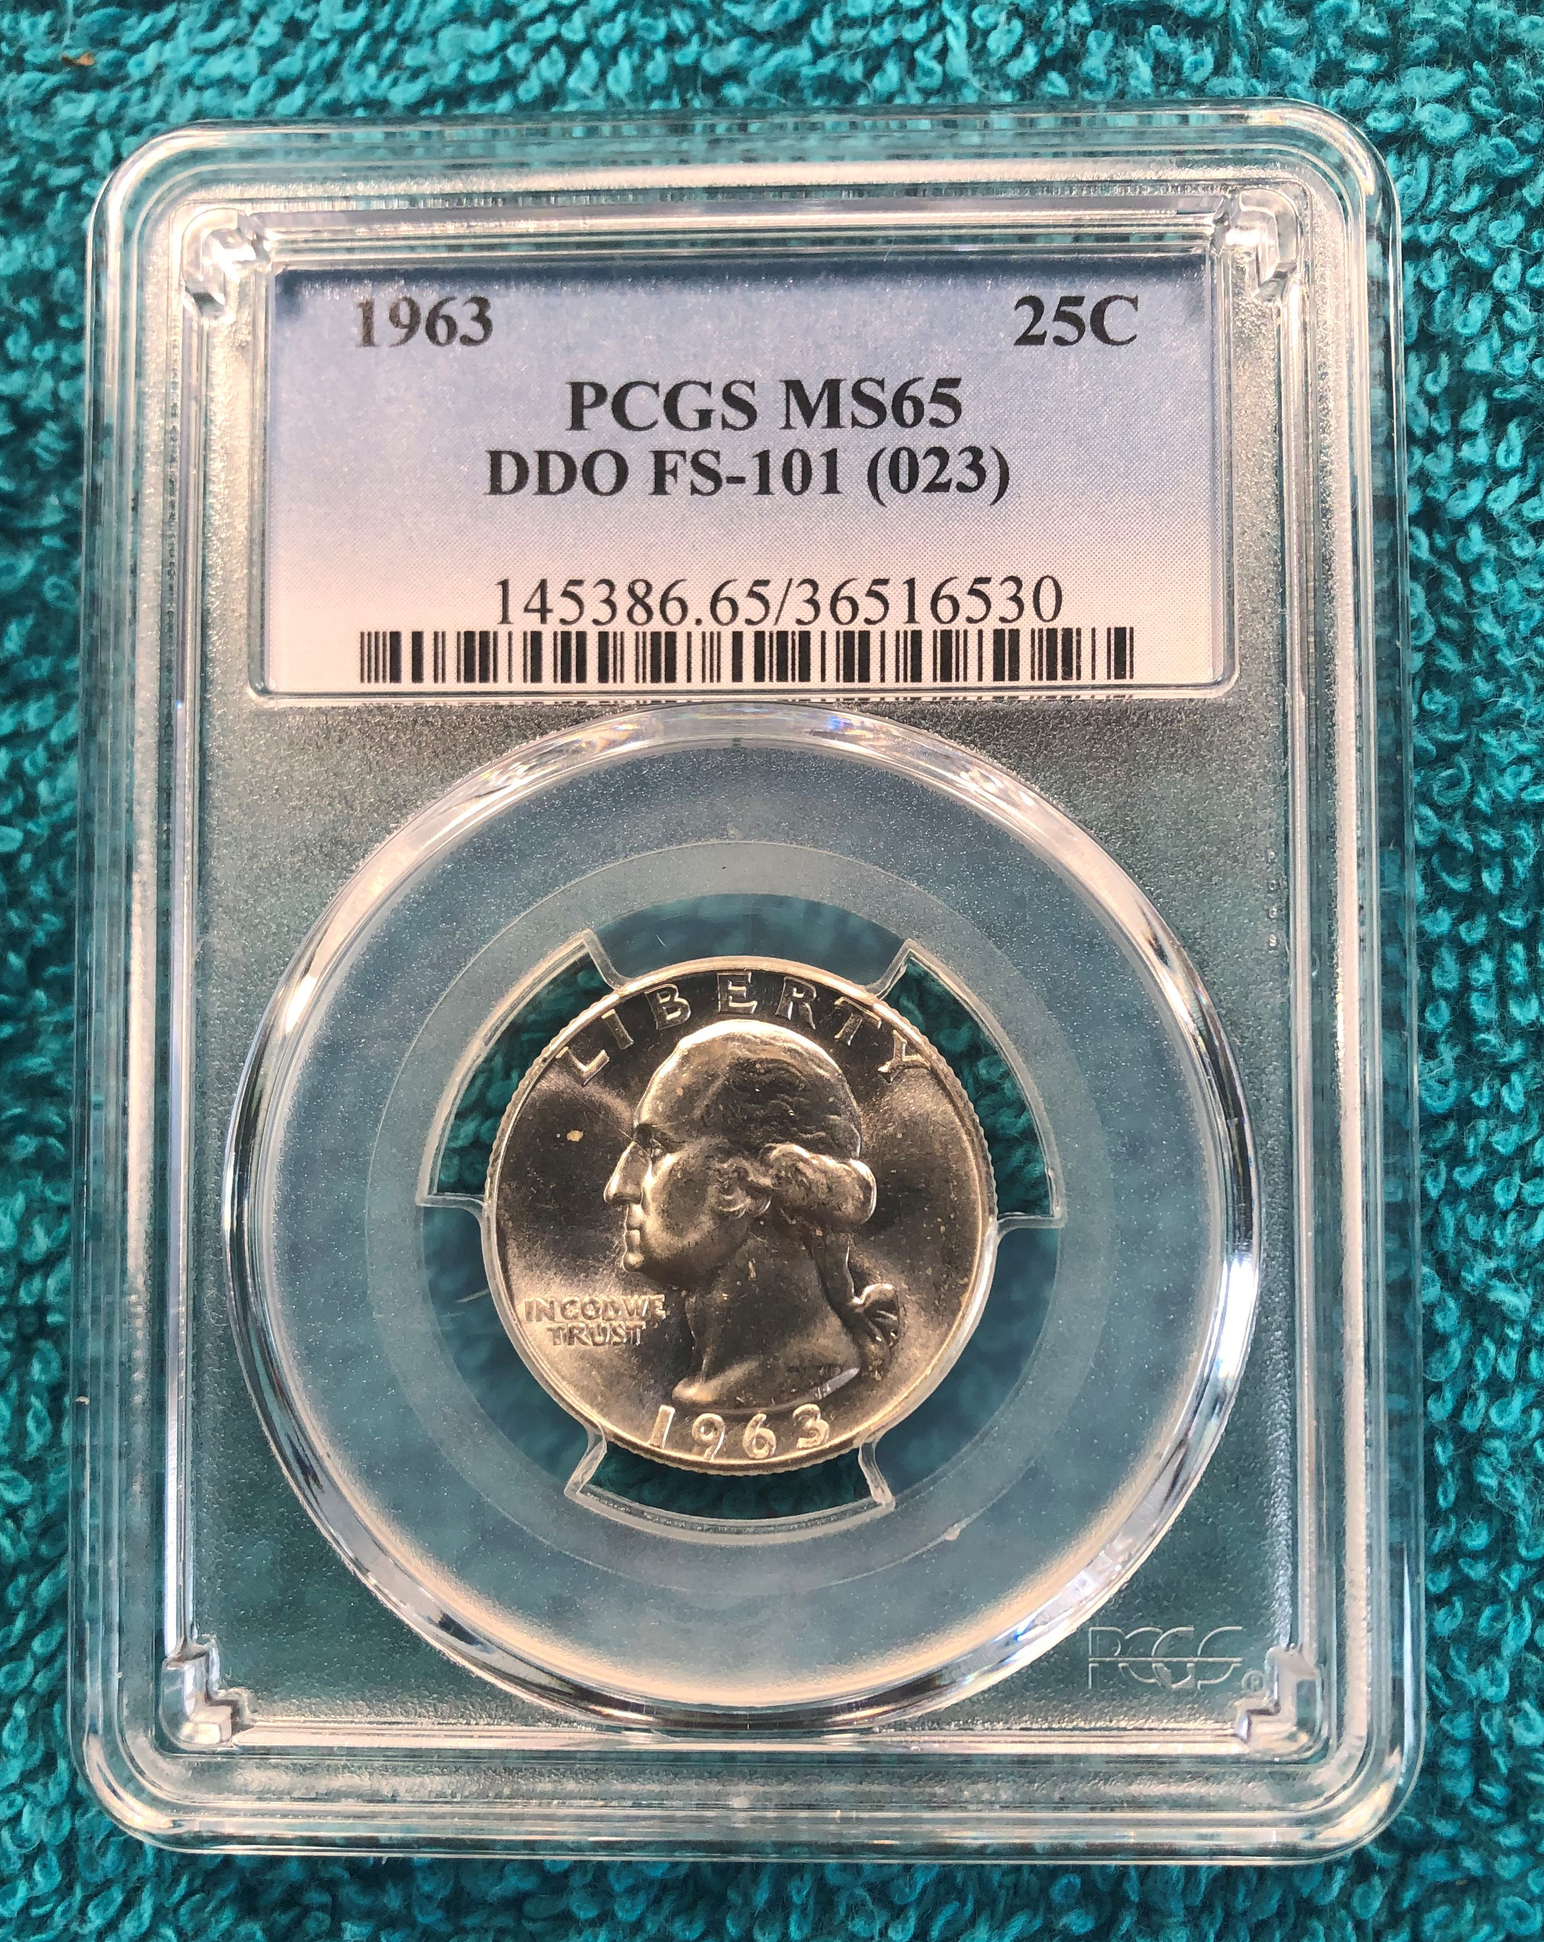 1963 25C
PCGS MS65
DDO FS-101 (023)
145386.65/36516530
LIBERTY
IN GOD WE
TRUST
1963
PCGS®